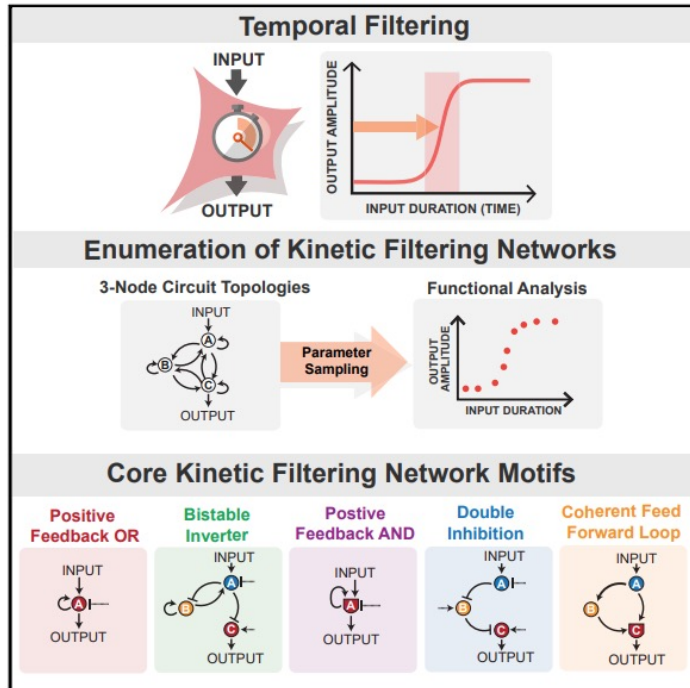 Temporal Filtering
INPUT
OUTPUT
OUTPUT AMPLITUDE
INPUT DURATION (TIME)
Enumeration of Kinetic Filtering Networks
3-Node Circuit Topologies
INPUT
A
B
C
OUTPUT
Parameter
Sampling
Functional Analysis
OUTPUT
AMPLITUDE
INPUT DURATION
Core Kinetic Filtering Network Motifs
Positive
Feedback OR
INPUT
A
OUTPUT
Bistable
Inverter
INPUT
A
B
C
OUTPUT
Postive
Feedback AND
INPUT
A
OUTPUT
Double
Inhibition
INPUT
A
B
C
OUTPUT
Coherent Feed
Forward Loop
INPUT
A
B
C
OUTPUT